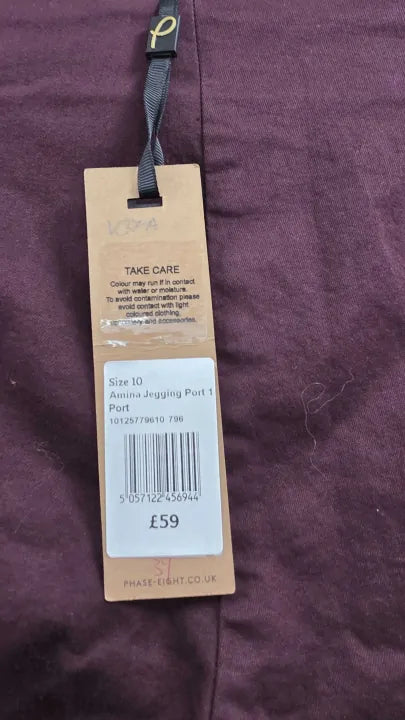 TAKE CARE
Colour may run if in contact
with water or moisture.
To avoid contamination please
avoid contact with light
coloured clothing,
upholstery and accessories.
Size 10
Amina Jegging Port 1
Port
10125779610 796
5 057122 456944
£59
34
PHASE-EIGHT.CO.UK